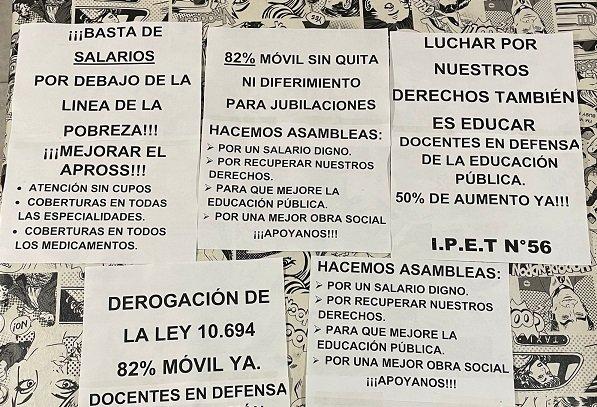 ¡¡¡BASTA DE
SALARIOS
POR DEBAJO DE LA
LINEA DE LA
POBREZA!!!
¡¡¡MEJORAR EL
APROSS!!!
• ATENCIÓN SIN CUPOS
• COBERTURAS EN TODAS
LAS ESPECIALIDADES.
• COBERTURAS EN TODOS
LOS MEDICAMENTOS.
82% MÓVIL SIN QUITA
NI DIFERIMIENTO
PARA JUBILACIONES
HACEMOS ASAMBLEAS:
➢ POR UN SALARIO DIGNO.
➢ POR RECUPERAR NUESTROS
DERECHOS.
➢ PARA QUE MEJORE LA
EDUCACIÓN PÚBLICA.
➢ POR UNA MEJOR OBRA SOCIAL
¡¡¡APOYANOS!!!
LUCHAR POR
NUESTROS
DERECHOS TAMBIÉN
ES EDUCAR
DOCENTES EN DEFENSA
DE LA EDUCACIÓN
PÚBLICA.
50% DE AUMENTO YA!!!
I.P.E.T N°56
DEROGACIÓN DE
LA LEY 10.694
82% MÓVIL YA.
DOCENTES EN DEFENSA
HACEMOS ASAMBLEAS:
➢ POR UN SALARIO DIGNO.
➢ POR RECUPERAR NUESTROS
DERECHOS.
➢ PARA QUE MEJORE LA
EDUCACIÓN PÚBLICA.
➢ POR UNA MEJOR OBRA SOCIAL
¡¡¡APOYANOS!!!